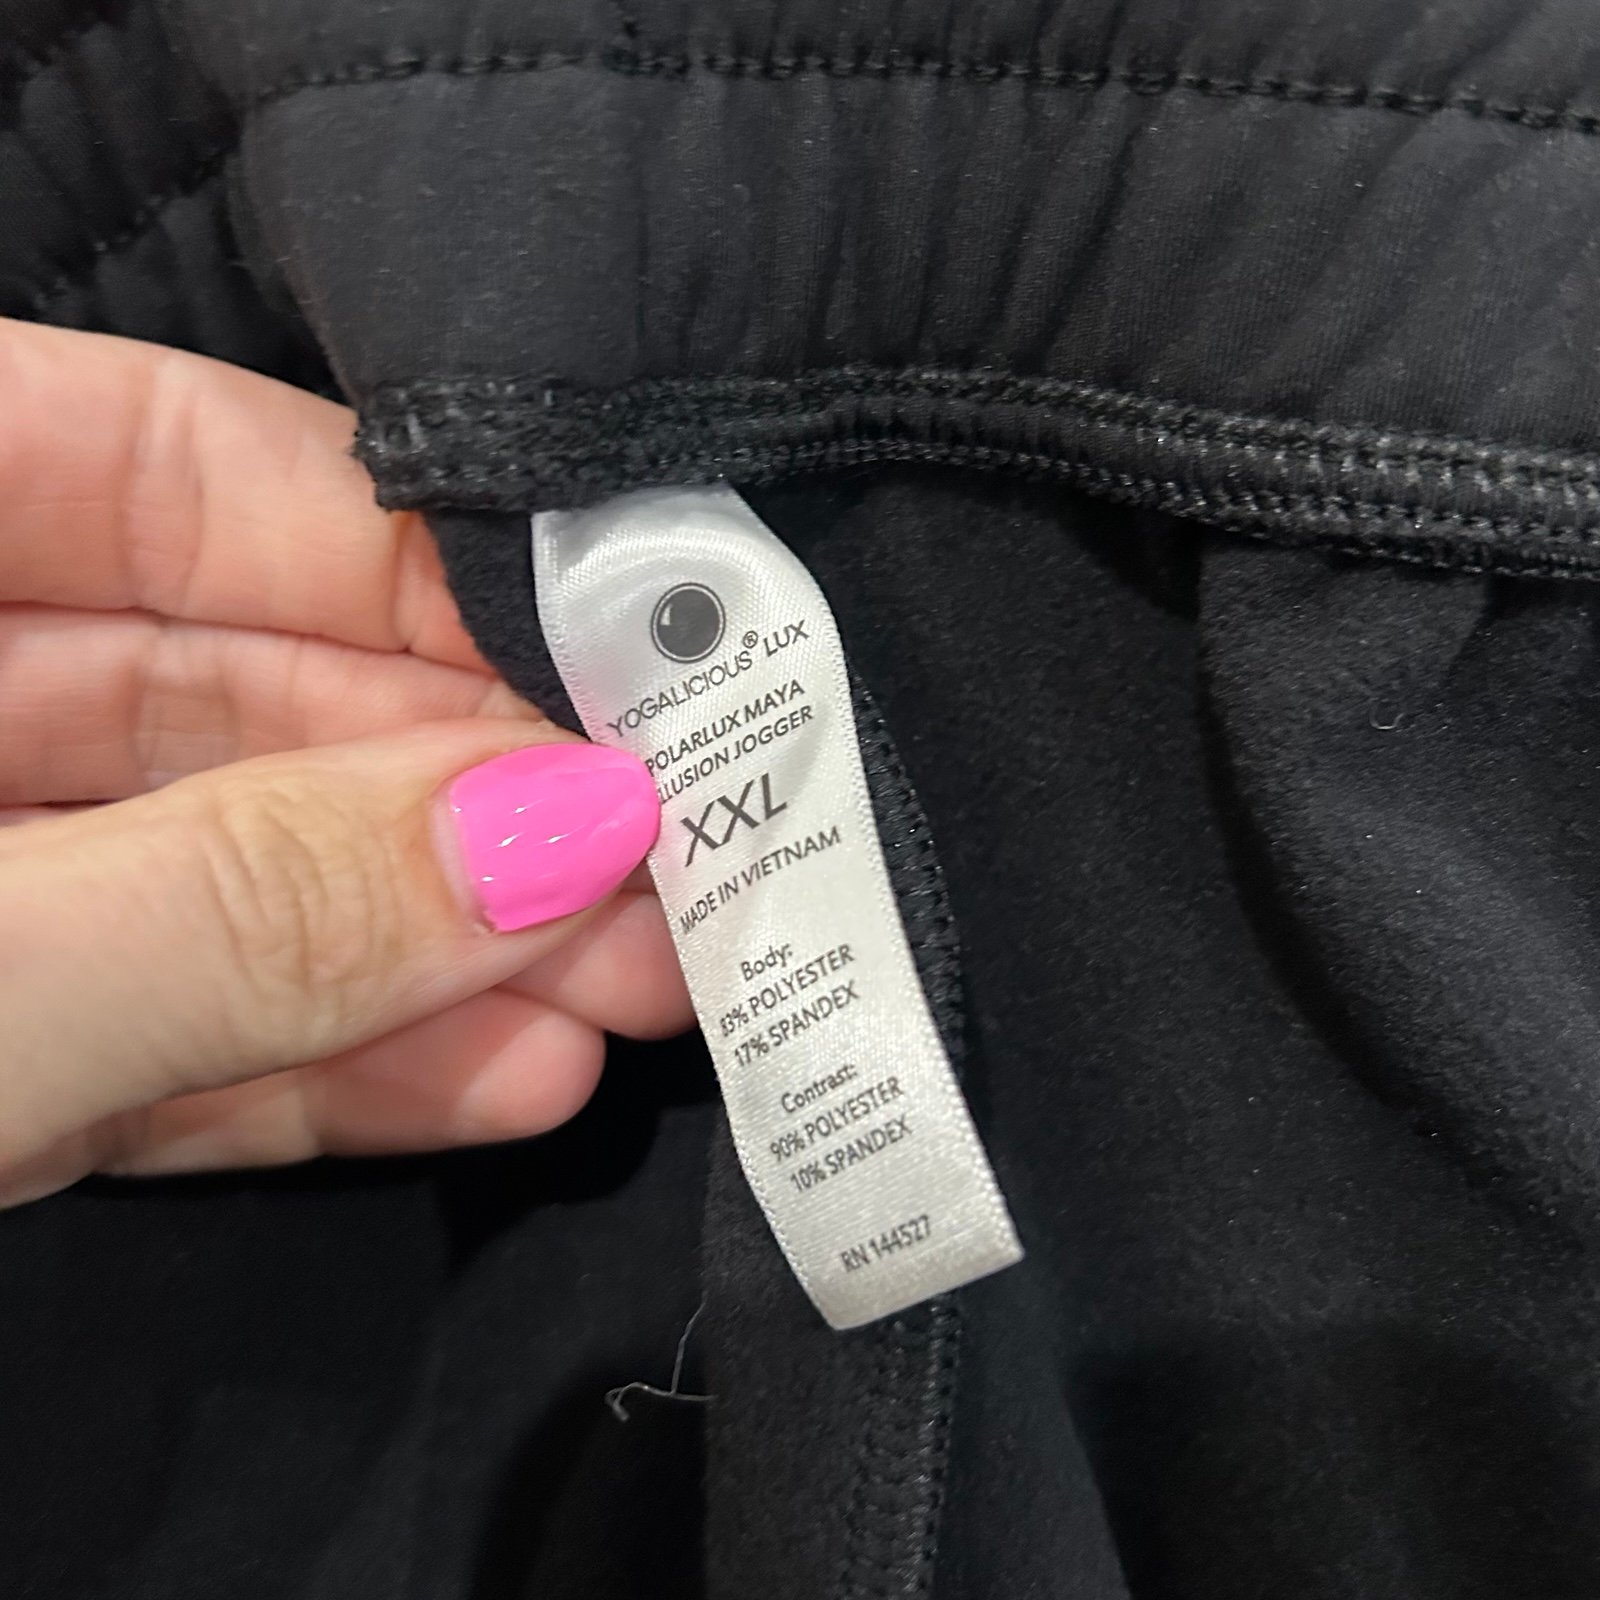 YOGALICIOUS® LUX
POLARLUX MAYA
ILLUSION JOGGER
XXL
MADE IN VIETNAM
Body:
83% POLYESTER
17% SPANDEX
Contrast:
90% POLYESTER
10% SPANDEX
RN 144527